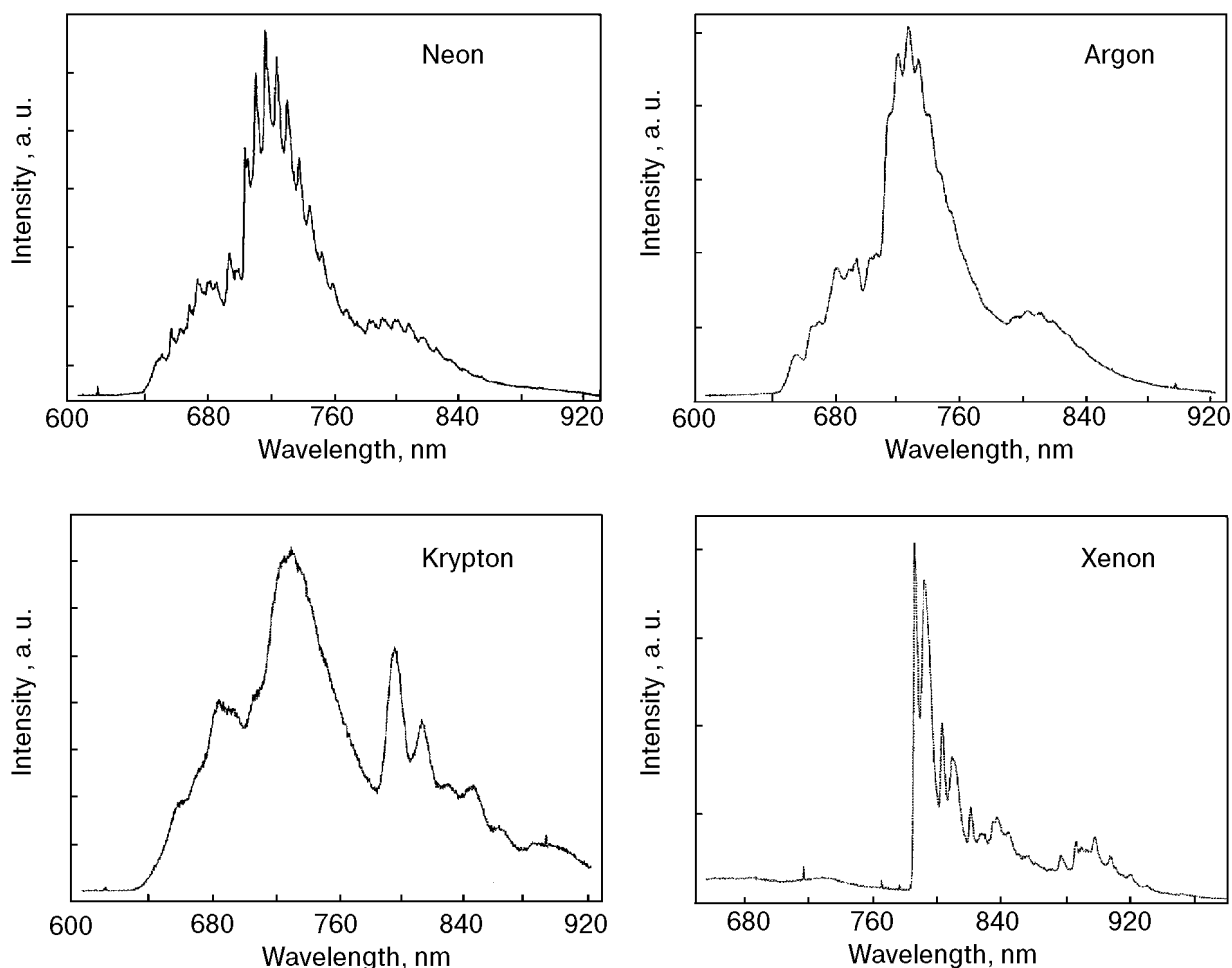 Neon
Intensity , a. u.
600 680 760 840 920
Wavelength, nm
Argon
Intensity , a. u.
600 680 760 840 920
Wavelength, nm
Krypton
Intensity , a. u.
600 680 760 840 920
Wavelength, nm
Xenon
Intensity , a. u.
680 760 840 920
Wavelength, nm